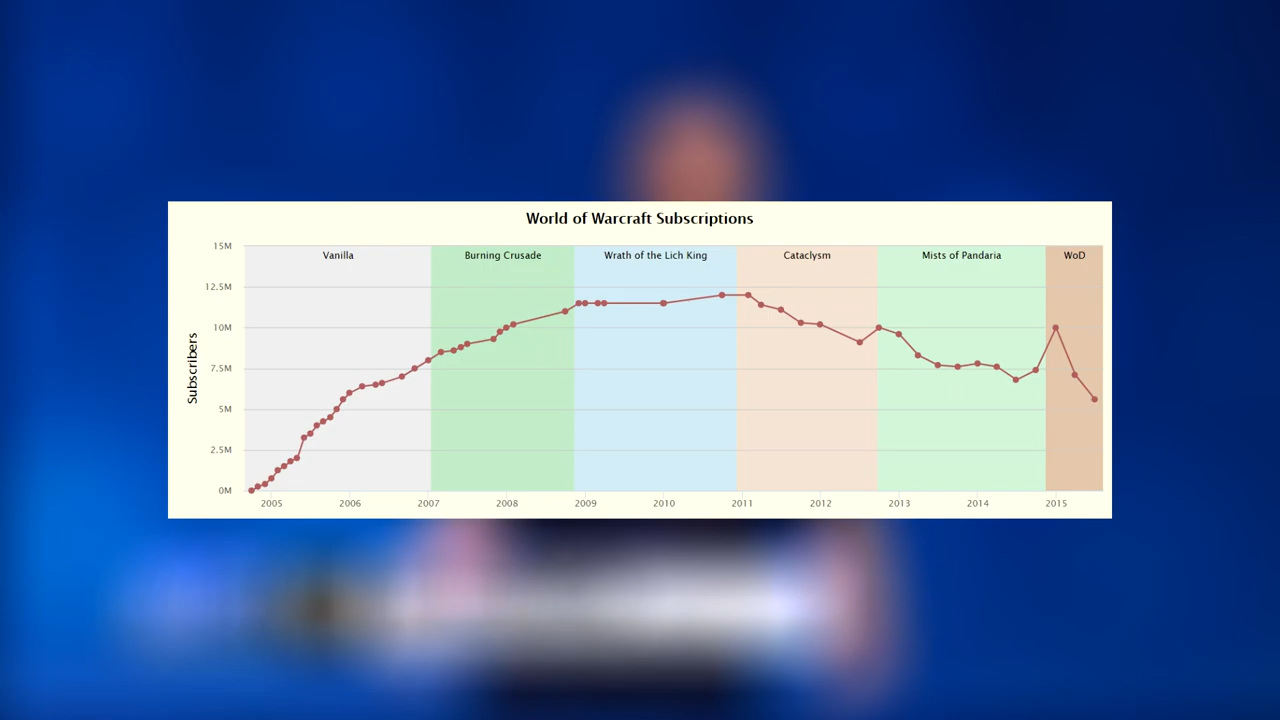 World of Warcraft Subscriptions
Subscribers
15M
12.5M
10M
7.5M
5M
2.5M
0M
Vanilla Burning Crusade Wrath of the Lich King Cataclysm Mists of Pandaria WoD
2005 2006 2007 2008 2009 2010 2011 2012 2013 2014 2015